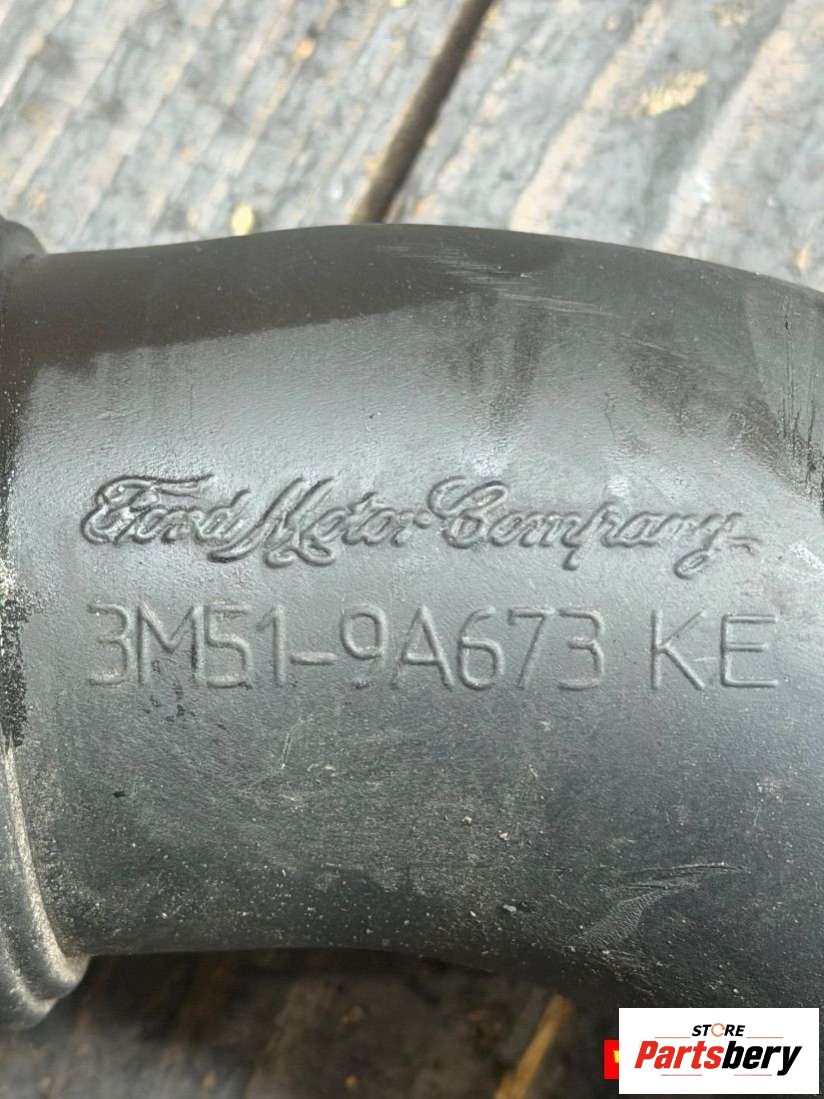 Ford Motor Company
3M51-9A673 KE
STORE
Partsbery